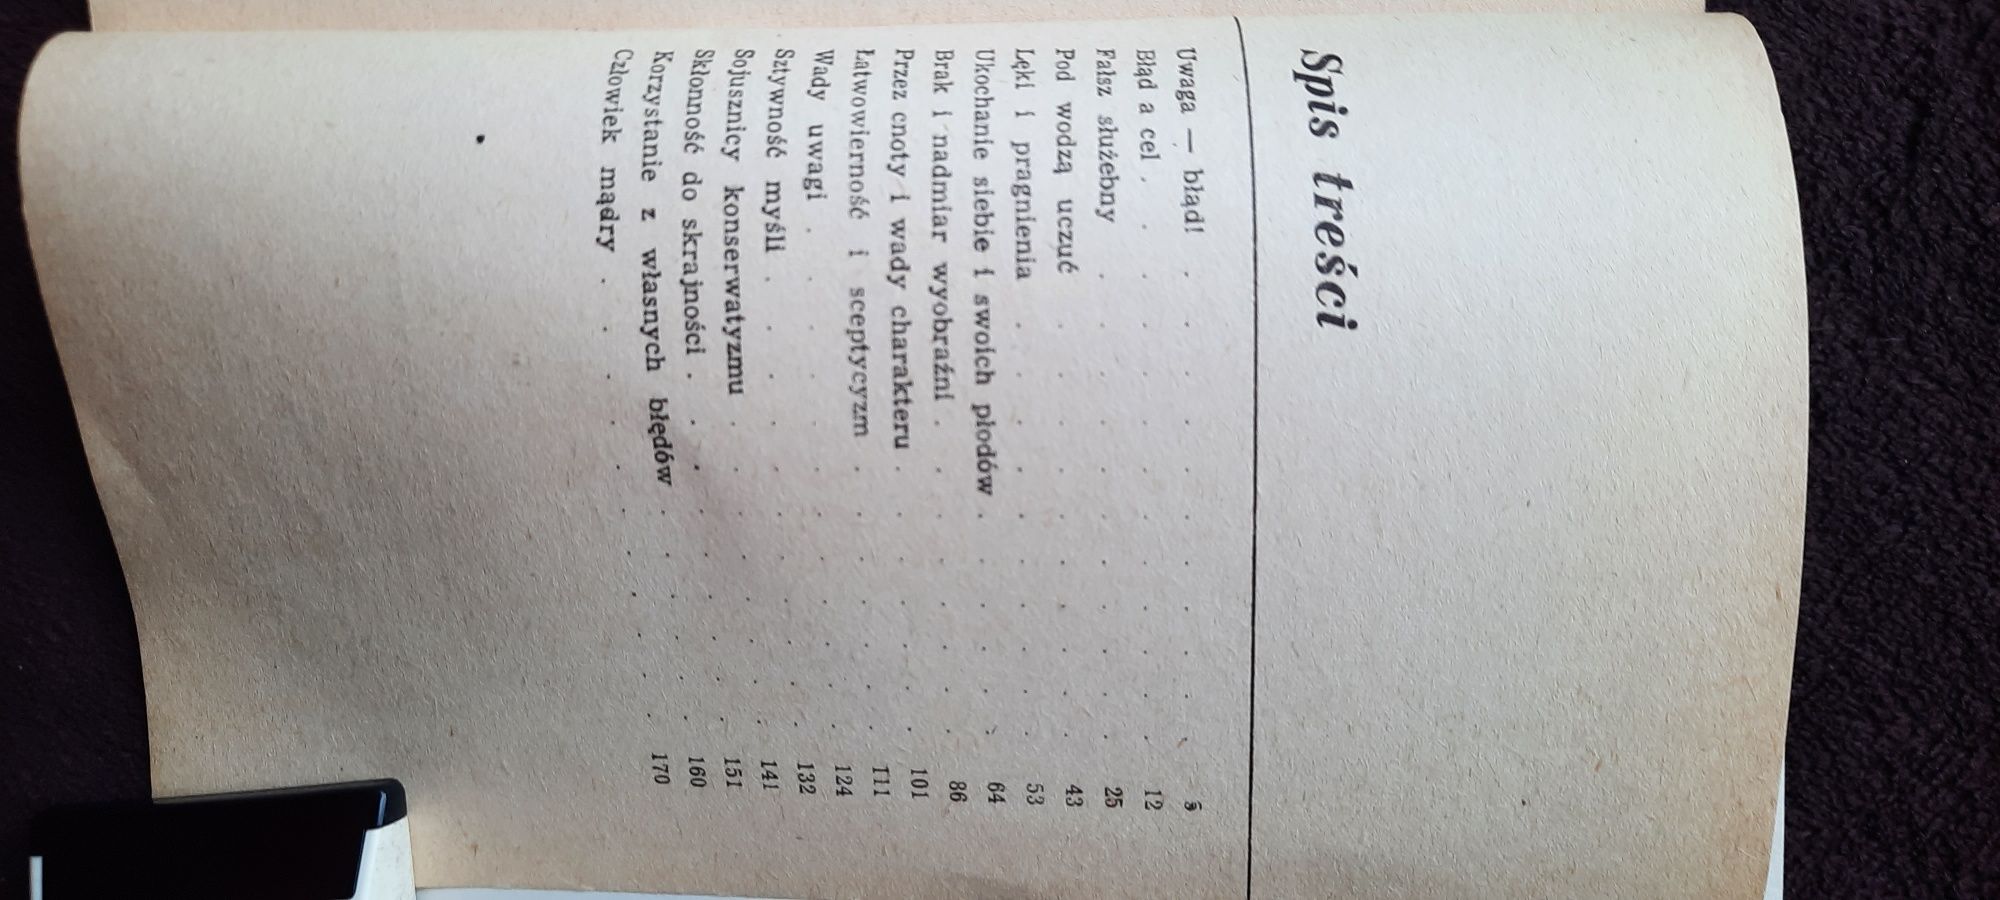 Spis treści
Uwaga — błąd! . . . . . . . . . . . 5
Błąd a cel . . . . . . . . . . . . . 12
Fałsz służebny . . . . . . . . . . . 25
Pod wodzą uczuć . . . . . . . . . . 43
Lęki i pragnienia . . . . . . . . . . 53
Ukochanie siebie i swoich płodów . . . . . . 64
Brak i nadmiar wyobraźni . . . . . . . . 86
Przez cnoty i wady charakteru . . . . . . . 101
Łatwowierność i sceptycyzm . . . . . . . 111
Wady uwagi . . . . . . . . . . . . 124
Sztywność myśli . . . . . . . . . . . 132
Sojusznicy konserwatyzmu . . . . . . . . 141
Skłonność do skrajności . . . . . . . . . 151
Korzystanie z własnych błędów . . . . . . 160
Człowiek mądry . . . . . . . . . . . 170